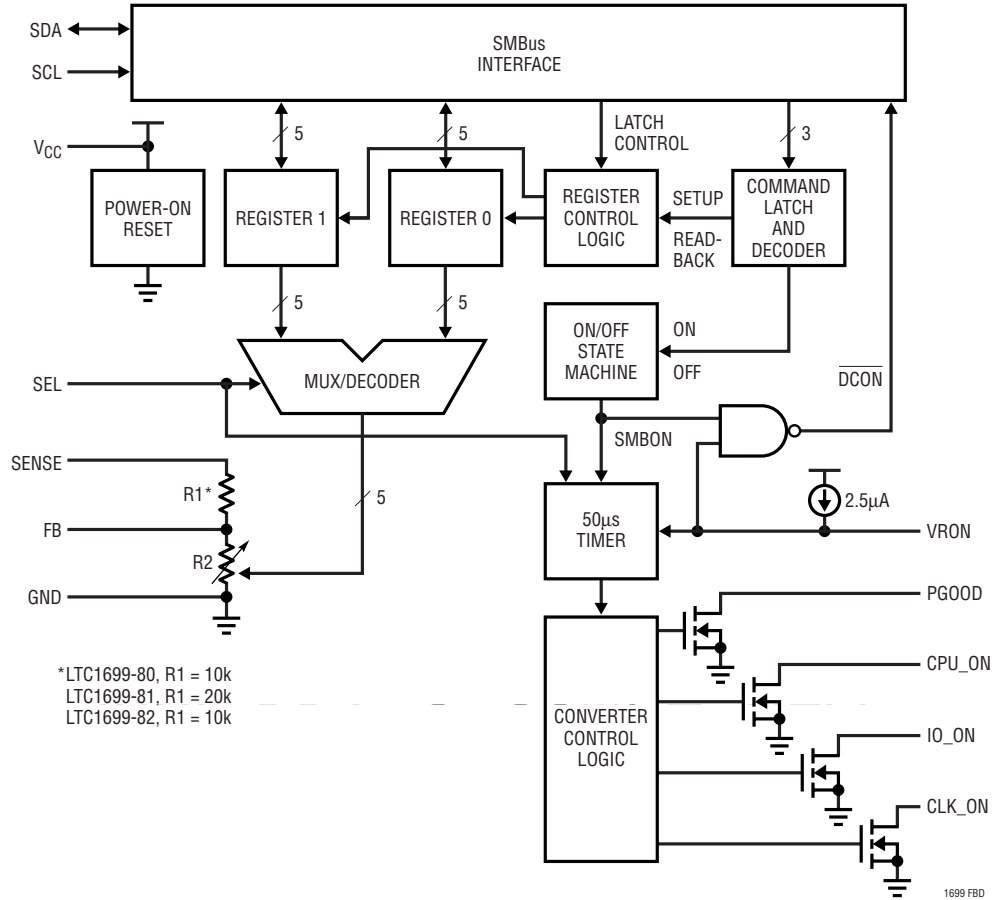 SDA
SCL
SMBus
INTERFACE
VCC
5
5
LATCH
CONTROL
3
POWER-ON
RESET
REGISTER 1
REGISTER 0
REGISTER
CONTROL
LOGIC
SETUP
READ-
BACK
COMMAND
LATCH
AND
DECODER
5
5
ON/OFF
STATE
MACHINE
ON
OFF
DCON
SEL
MUX/DECODER
SMBON
SENSE
R1*
5
FB
R2
GND
50µs
TIMER
2.5µA
VRON
PGOOD
CPU_ON
IO_ON
CLK_ON
CONVERTER
CONTROL
LOGIC
*LTC1699-80, R1 = 10k
LTC1699-81, R1 = 20k
LTC1699-82, R1 = 10k
1699 FBD